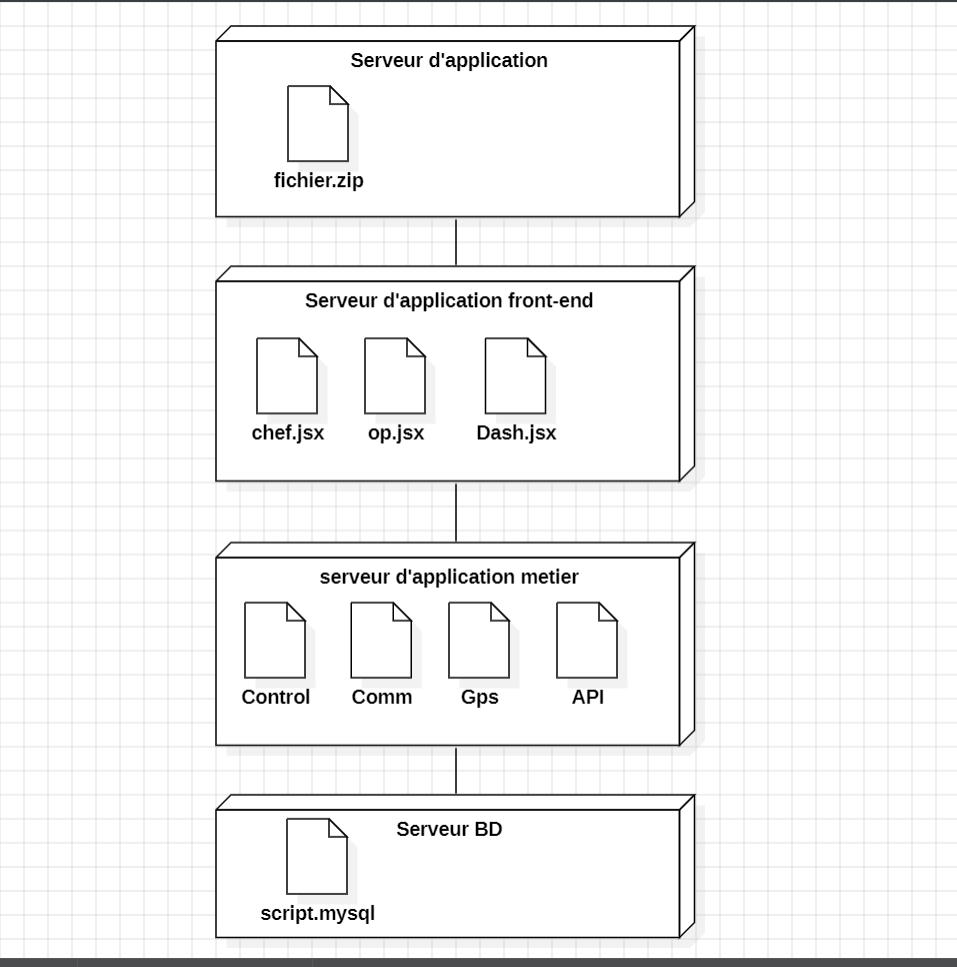 Serveur d'application
fichier.zip
Serveur d'application front-end
chef.jsx op.jsx Dash.jsx
serveur d'application metier
Control Comm Gps API
Serveur BD
script.mysql